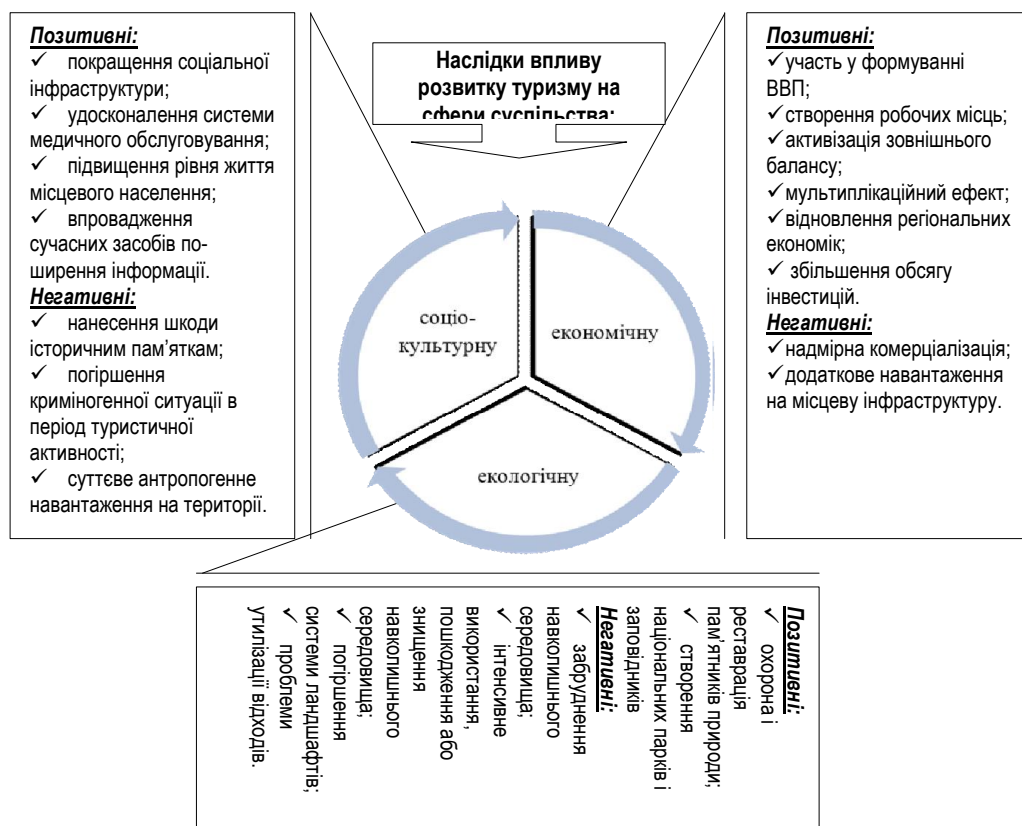 Позитивні:
✓ покращення соціальної
інфраструктури;
✓ удосконалення системи
медичного обслуговування;
✓ підвищення рівня життя
місцевого населення;
✓ впровадження
сучасних засобів по-
ширення інформації.
Негативні:
✓ нанесення шкоди
історичним пам’яткам;
✓ погіршення
криміногенної ситуації в
період туристичної
активності;
✓ суттєве антропогенне
навантаження на території.
Наслідки впливу
розвитку туризму на
сфери суспільства:
Позитивні:
✓ участь у формуванні
ВВП;
✓ створення робочих місць;
✓ активізація зовнішнього
балансу;
✓ мультиплікаційний ефект;
✓ відновлення регіональних
економік;
✓ збільшення обсягу
інвестицій.
Негативні:
✓ надмірна комерціалізація;
✓ додаткове навантаження
на місцеву інфраструктуру.
соціо-
культурну
економічну
екологічну
Позитивні:
✓ охорона і
реставрація
пам’ятників природи;
✓ створення
національних парків і
заповідників
Негативні:
✓ забруднення
навколишнього
середовища;
✓ інтенсивне
використання,
пошкодження або
знищення
навколишнього
середовища;
✓ погіршення
системи ландшафтів;
✓ проблеми
утилізації відходів.